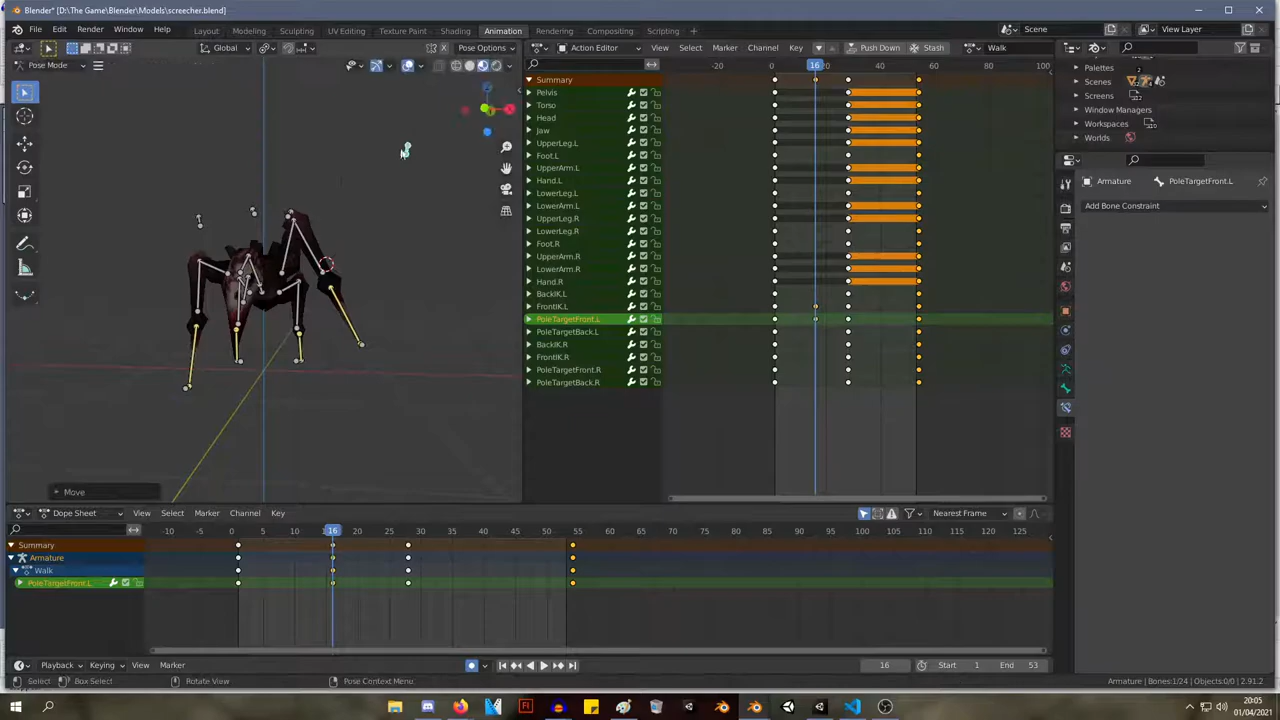 Blender* [D:\The Game\Blender\Models\screecher.blend]
File Edit Render Window Help Layout Modeling Sculpting UV Editing Texture Paint Shading Animation Rendering Compositing Scripting Scene View Layer
Global Pose Options Action Editor View Select Marker Channel Key Push Down Stash Walk
Pose Mode -20 0 16 40 60 80 100
Palettes 2
Summary
Scenes
Pelvis
Screens
Torso
Window Managers
Head
Workspaces
Jaw
Worlds
UpperLeg.L
Foot.L
UpperArm.L
Hand.L
Armature PoleTargetFront.L
LowerLeg.L
LowerArm.L
Add Bone Constraint
UpperLeg.R
LowerLeg.R
Foot.R
UpperArm.R
LowerArm.R
Hand.R
BackIK.L
FrontIK.L
PoleTargetFront.L
PoleTargetBack.L
BackIK.R
FrontIK.R
PoleTargetFront.R
PoleTargetBack.R
Move
Dope Sheet View Select Marker Channel Key Nearest Frame
-10 0 5 16 20 25 30 35 40 45 50 55 60 65 70 75 80 85 90 95 100 105 110 115 120 125
Summary
Armature
Walk
PoleTargetFront.L
Playback Keying View Marker 16 Start 1 End 53
Select Box Select Rotate View Pose Context Menu Armature | Bones:1/24 | Objects:0/0 | 2.91.2
20:05
01/04/2021